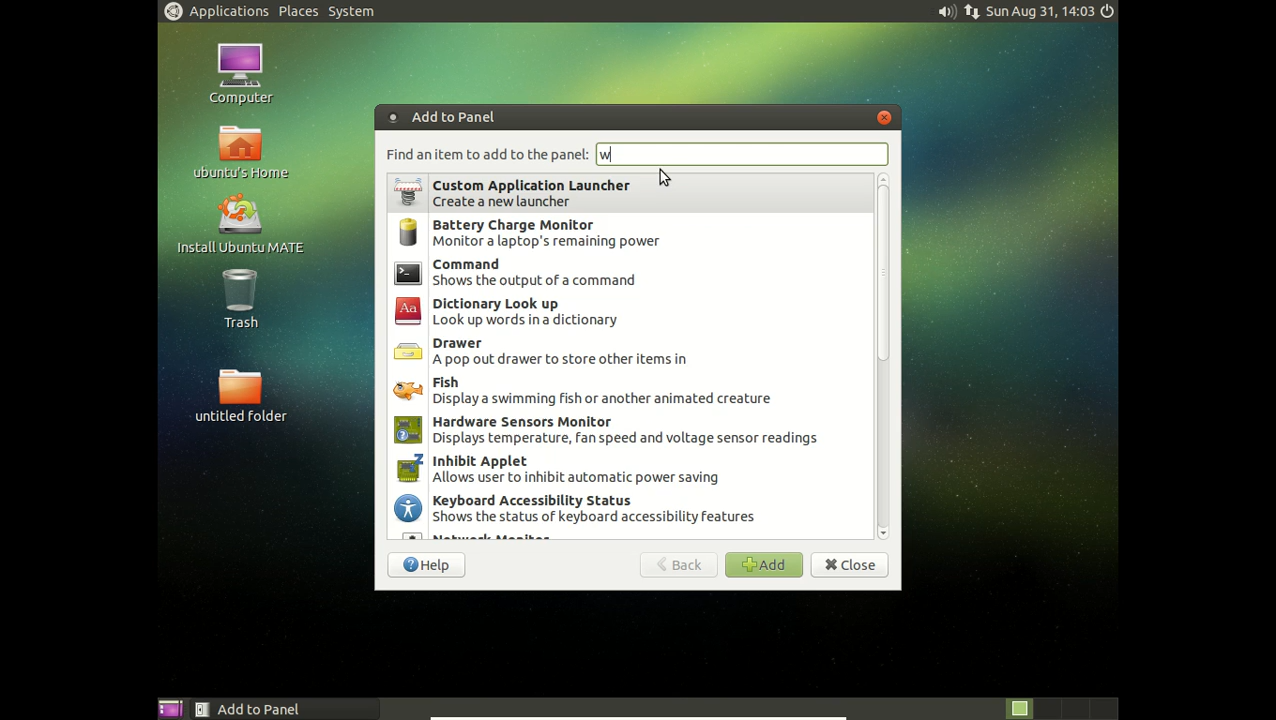 Applications Places System
Sun Aug 31, 14:03
Computer
ubuntu's Home
Install Ubuntu MATE
Trash
untitled folder
Add to Panel
Find an item to add to the panel: w
Custom Application Launcher
Create a new launcher
Battery Charge Monitor
Monitor a laptop's remaining power
Command
Shows the output of a command
Aa
Dictionary Look up
Look up words in a dictionary
Drawer
A pop out drawer to store other items in
Fish
Display a swimming fish or another animated creature
Hardware Sensors Monitor
Displays temperature, fan speed and voltage sensor readings
Inhibit Applet
Allows user to inhibit automatic power saving
Keyboard Accessibility Status
Shows the status of keyboard accessibility features
Network Monitor
Help Back Add Close
Add to Panel